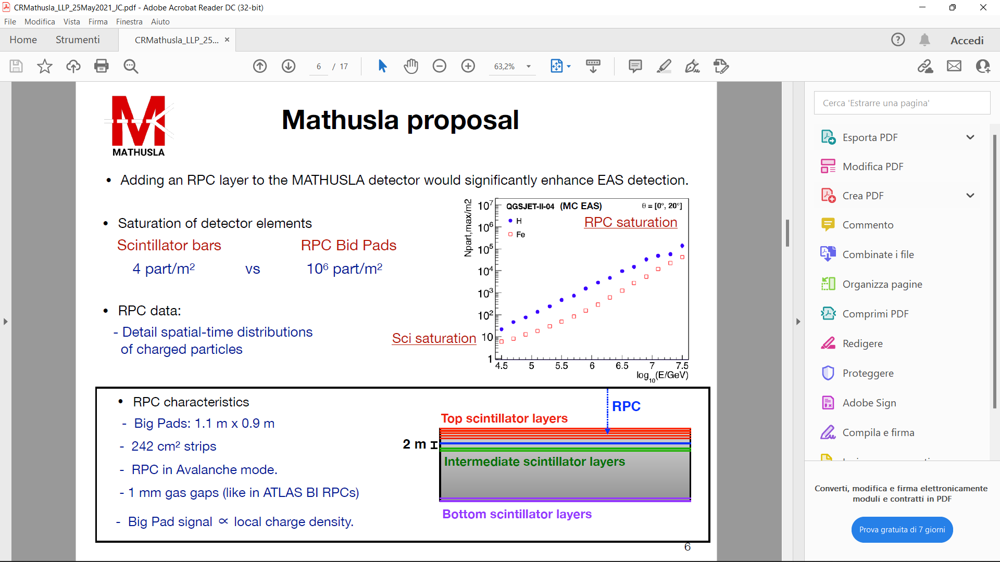 CRMathusla_LLP_25May2021_JC.pdf - Adobe Acrobat Reader DC (32-bit)
File Modifica Vista Firma Finestra Aiuto
Home Strumenti CRMathusla_LLP_25... × Accedi
6 / 17 63,2%
MATHUSLA
Mathusla proposal
• Adding an RPC layer to the MATHUSLA detector would significantly enhance EAS detection.
• Saturation of detector elements
Scintillator bars RPC Bid Pads
4 part/m² vs 10⁶ part/m²
• RPC data:
- Detail spatial-time distributions
of charged particles
Npart,max/m2
QGSJET-II-04 (MC EAS) θ = [0°, 20°]
H
Fe
RPC saturation
Sci saturation
10⁷
10⁶
10⁵
10⁴
10³
10²
10
1
4.5 5 5.5 6 6.5 7 7.5
log₁₀(E/GeV)
• RPC characteristics
- Big Pads: 1.1 m x 0.9 m
- 242 cm² strips
- RPC in Avalanche mode.
- 1 mm gas gaps (like in ATLAS BI RPCs)
- Big Pad signal ∝ local charge density.
RPC
Top scintillator layers
2 m
Intermediate scintillator layers
Bottom scintillator layers
6
Cerca 'Estrarre una pagina'
Esporta PDF
Modifica PDF
Crea PDF
Commento
Combinate i file
Organizza pagine
Comprimi PDF
Redigere
Proteggere
Adobe Sign
Compila e firma
Converti, modifica e firma elettronicamente
moduli e contratti in PDF
Prova gratuita di 7 giorni